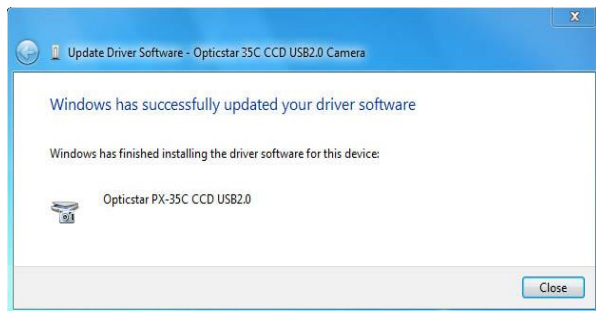 Update Driver Software - Opticstar 35C CCD USB2.0 Camera
Windows has successfully updated your driver software
Windows has finished installing the driver software for this device:
Opticstar PX-35C CCD USB2.0
Close